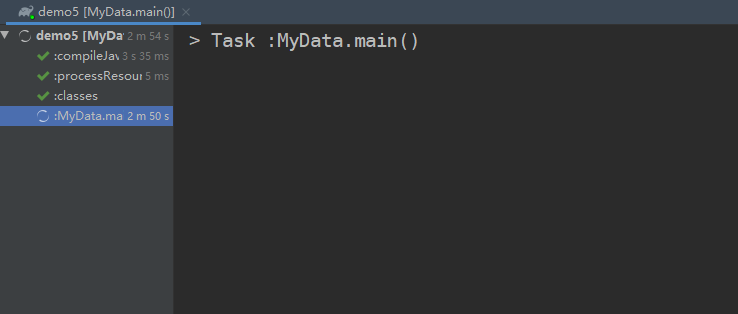 demo5 [MyData.main()]
demo5 [MyDa 2 m 54 s
:compileJav 3 s 35 ms
:processResour 5 ms
:classes
:MyData.mai 2 m 50 s
> Task :MyData.main()